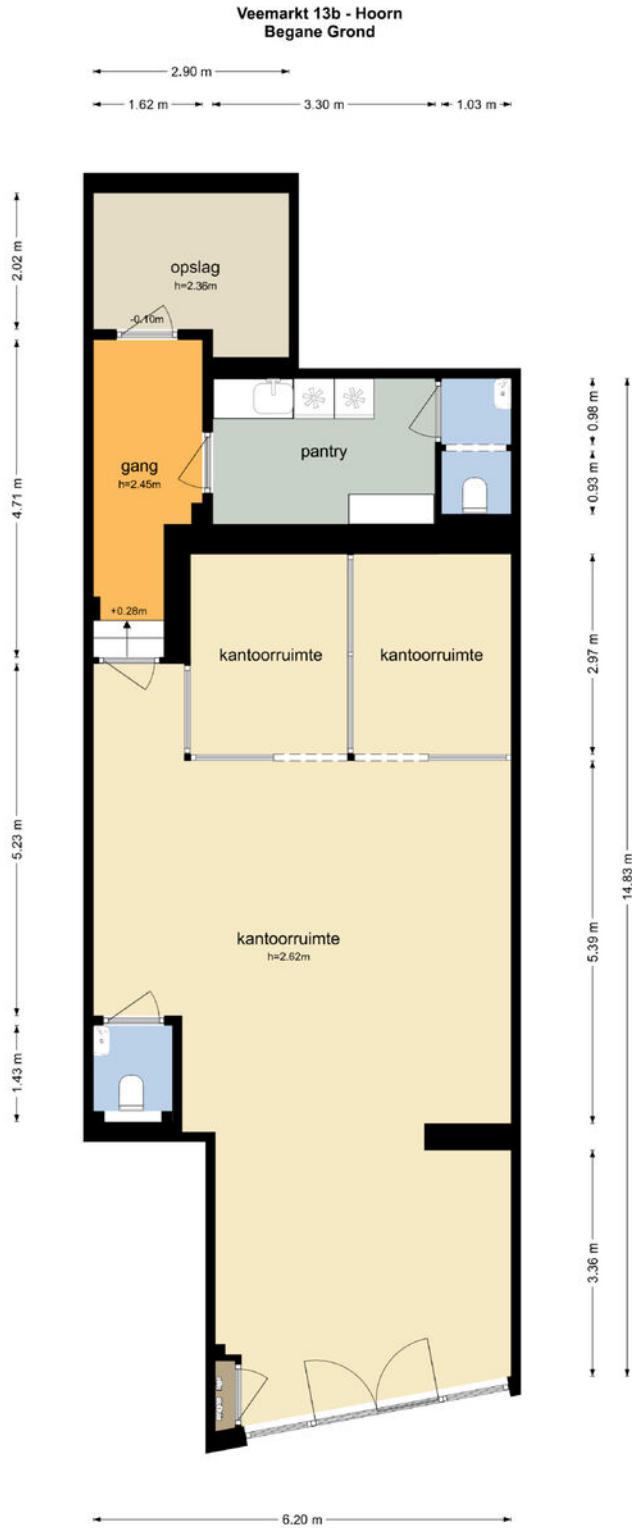 Veemarkt 13b - Hoorn
Begane Grond
2.90 m
1.62 m
3.30 m
1.03 m
2.02 m
opslag
h=2.36m
-0.10m
4.71 m
gang
h=2.45m
pantry
0.98 m
0.93 m
+0.28m
kantoorruimte
kantoorruimte
2.97 m
5.23 m
14.83 m
kantoorruimte
h=2.62m
5.39 m
1.43 m
3.36 m
6.20 m